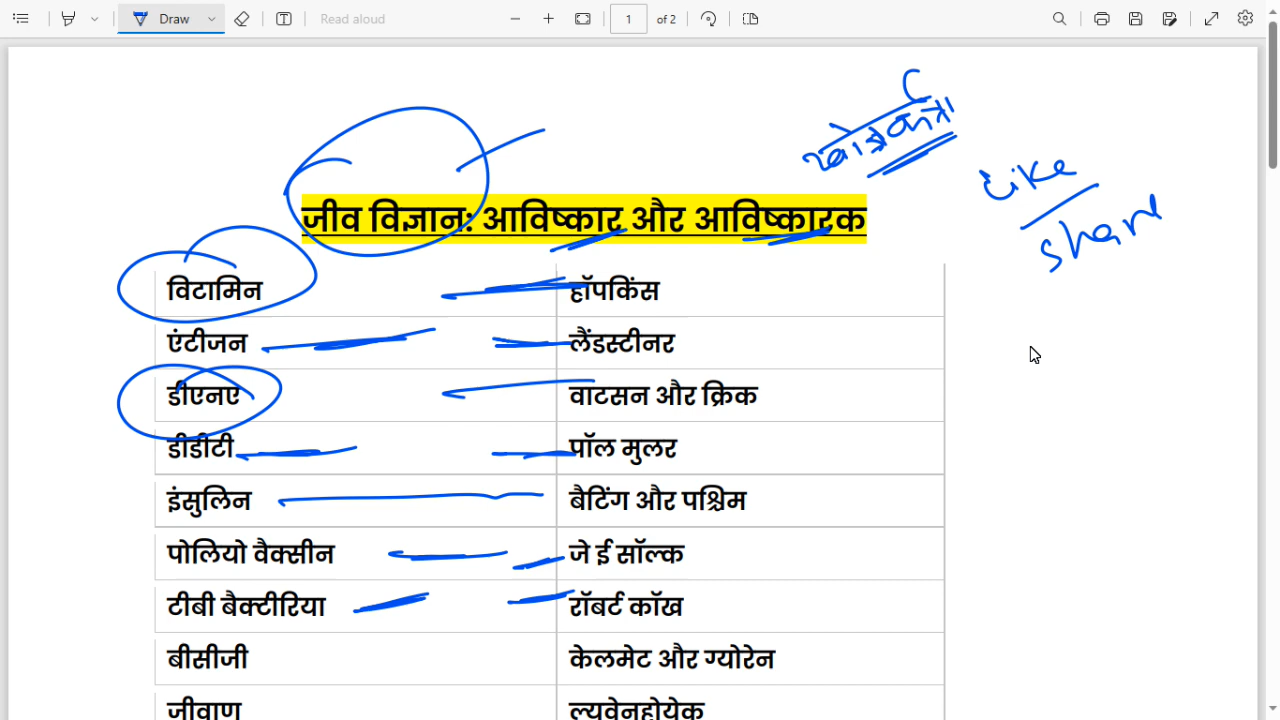 Draw
Read aloud
1 of 2
खोजकर्ता
Like
Share
जीव विज्ञान: आविष्कार और आविष्कारक
विटामिन हॉपकिंस
एंटीजन लैंडस्टीनर
डीएनए वाटसन और क्रिक
डीडीटी पॉल मुलर
इंसुलिन बैटिंग और पश्चिम
पोलियो वैक्सीन जे ई सॉल्क
टीबी बैक्टीरिया रॉबर्ट कॉख
बीसीजी केलमेट और ग्योरेन
जीवाणु ल्यूवेनहोयेक